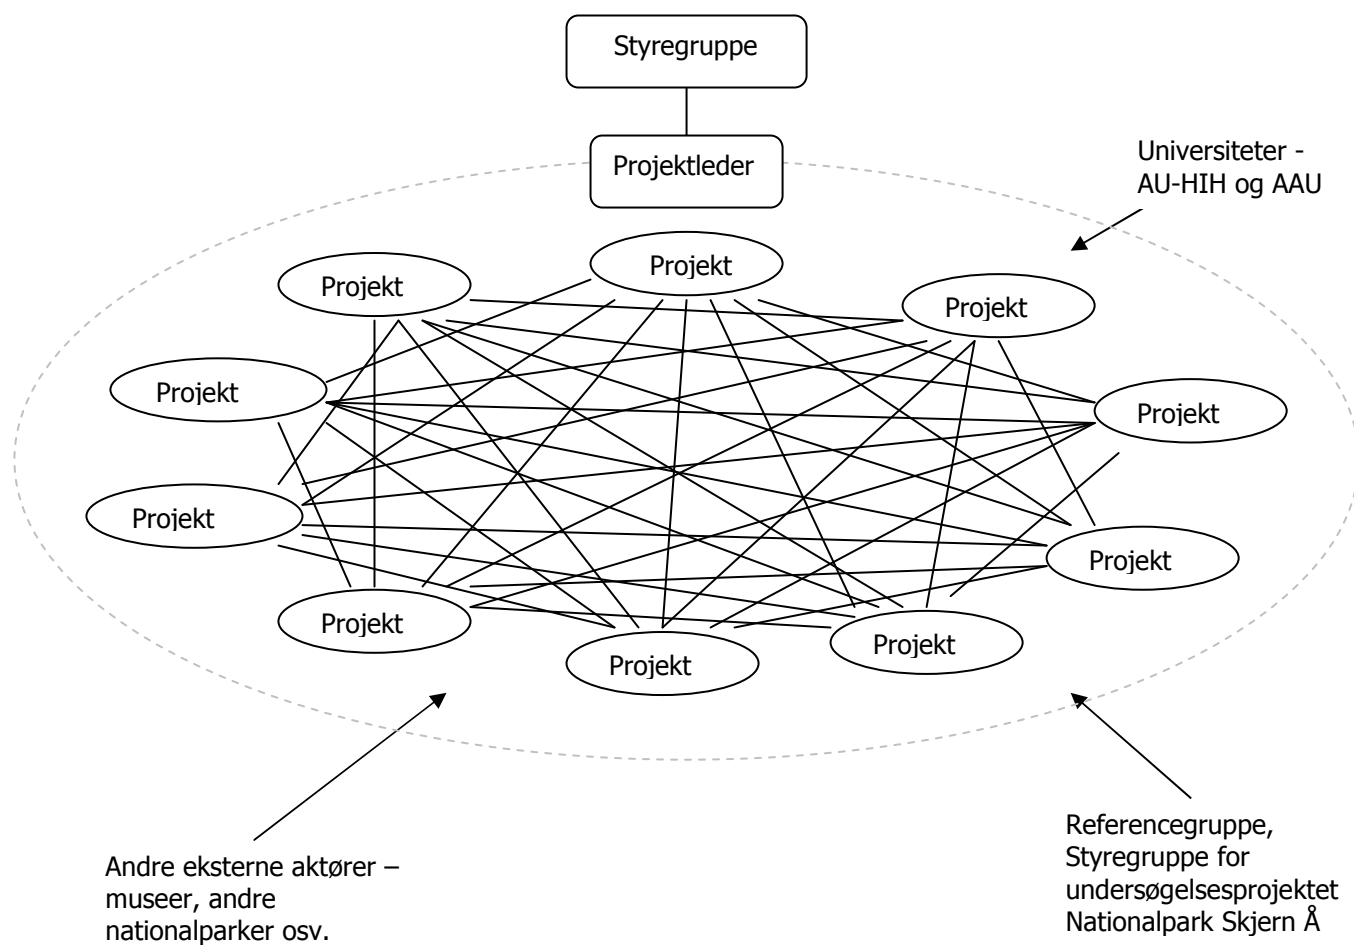 Styregruppe
Projektleder
Universiteter -
AU-HIH og AAU
Projekt
Projekt
Projekt
Projekt
Projekt
Projekt
Projekt
Projekt
Projekt
Projekt
Andre eksterne aktører –
museer, andre
nationalparker osv.
Referencegruppe,
Styregruppe for
undersøgelsesprojektet
Nationalpark Skjern Å